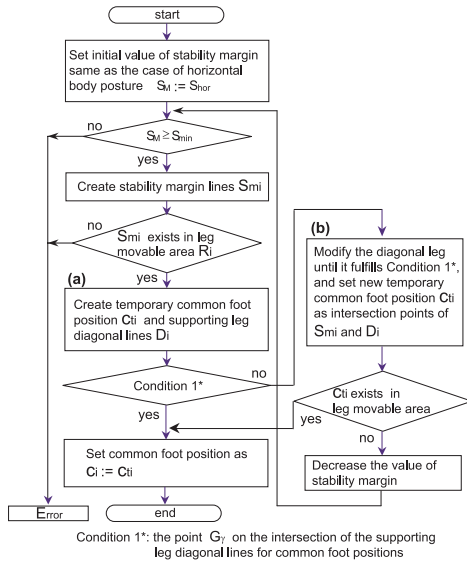 start
Set initial value of stability margin
same as the case of horizontal
body posture SM := Shor
no
SM ≥ Smin
yes
Create stability margin lines Smi
no
Smi exists in leg
movable area Ri
yes
(a)
Create temporary common foot
position Cti and supporting leg
diagonal lines Di
no
Condition 1*
yes
Set common foot position as
Ci := Cti
Error
end
(b)
Modify the diagonal leg
until it fulfills Condition 1*,
and set new temporary
common foot position Cti
as intersection points of
Smi and Di
Cti exists in
leg movable area
yes
no
Decrease the value of
stability margin
Condition 1*: the point Gγ on the intersection of the supporting
leg diagonal lines for common foot positions